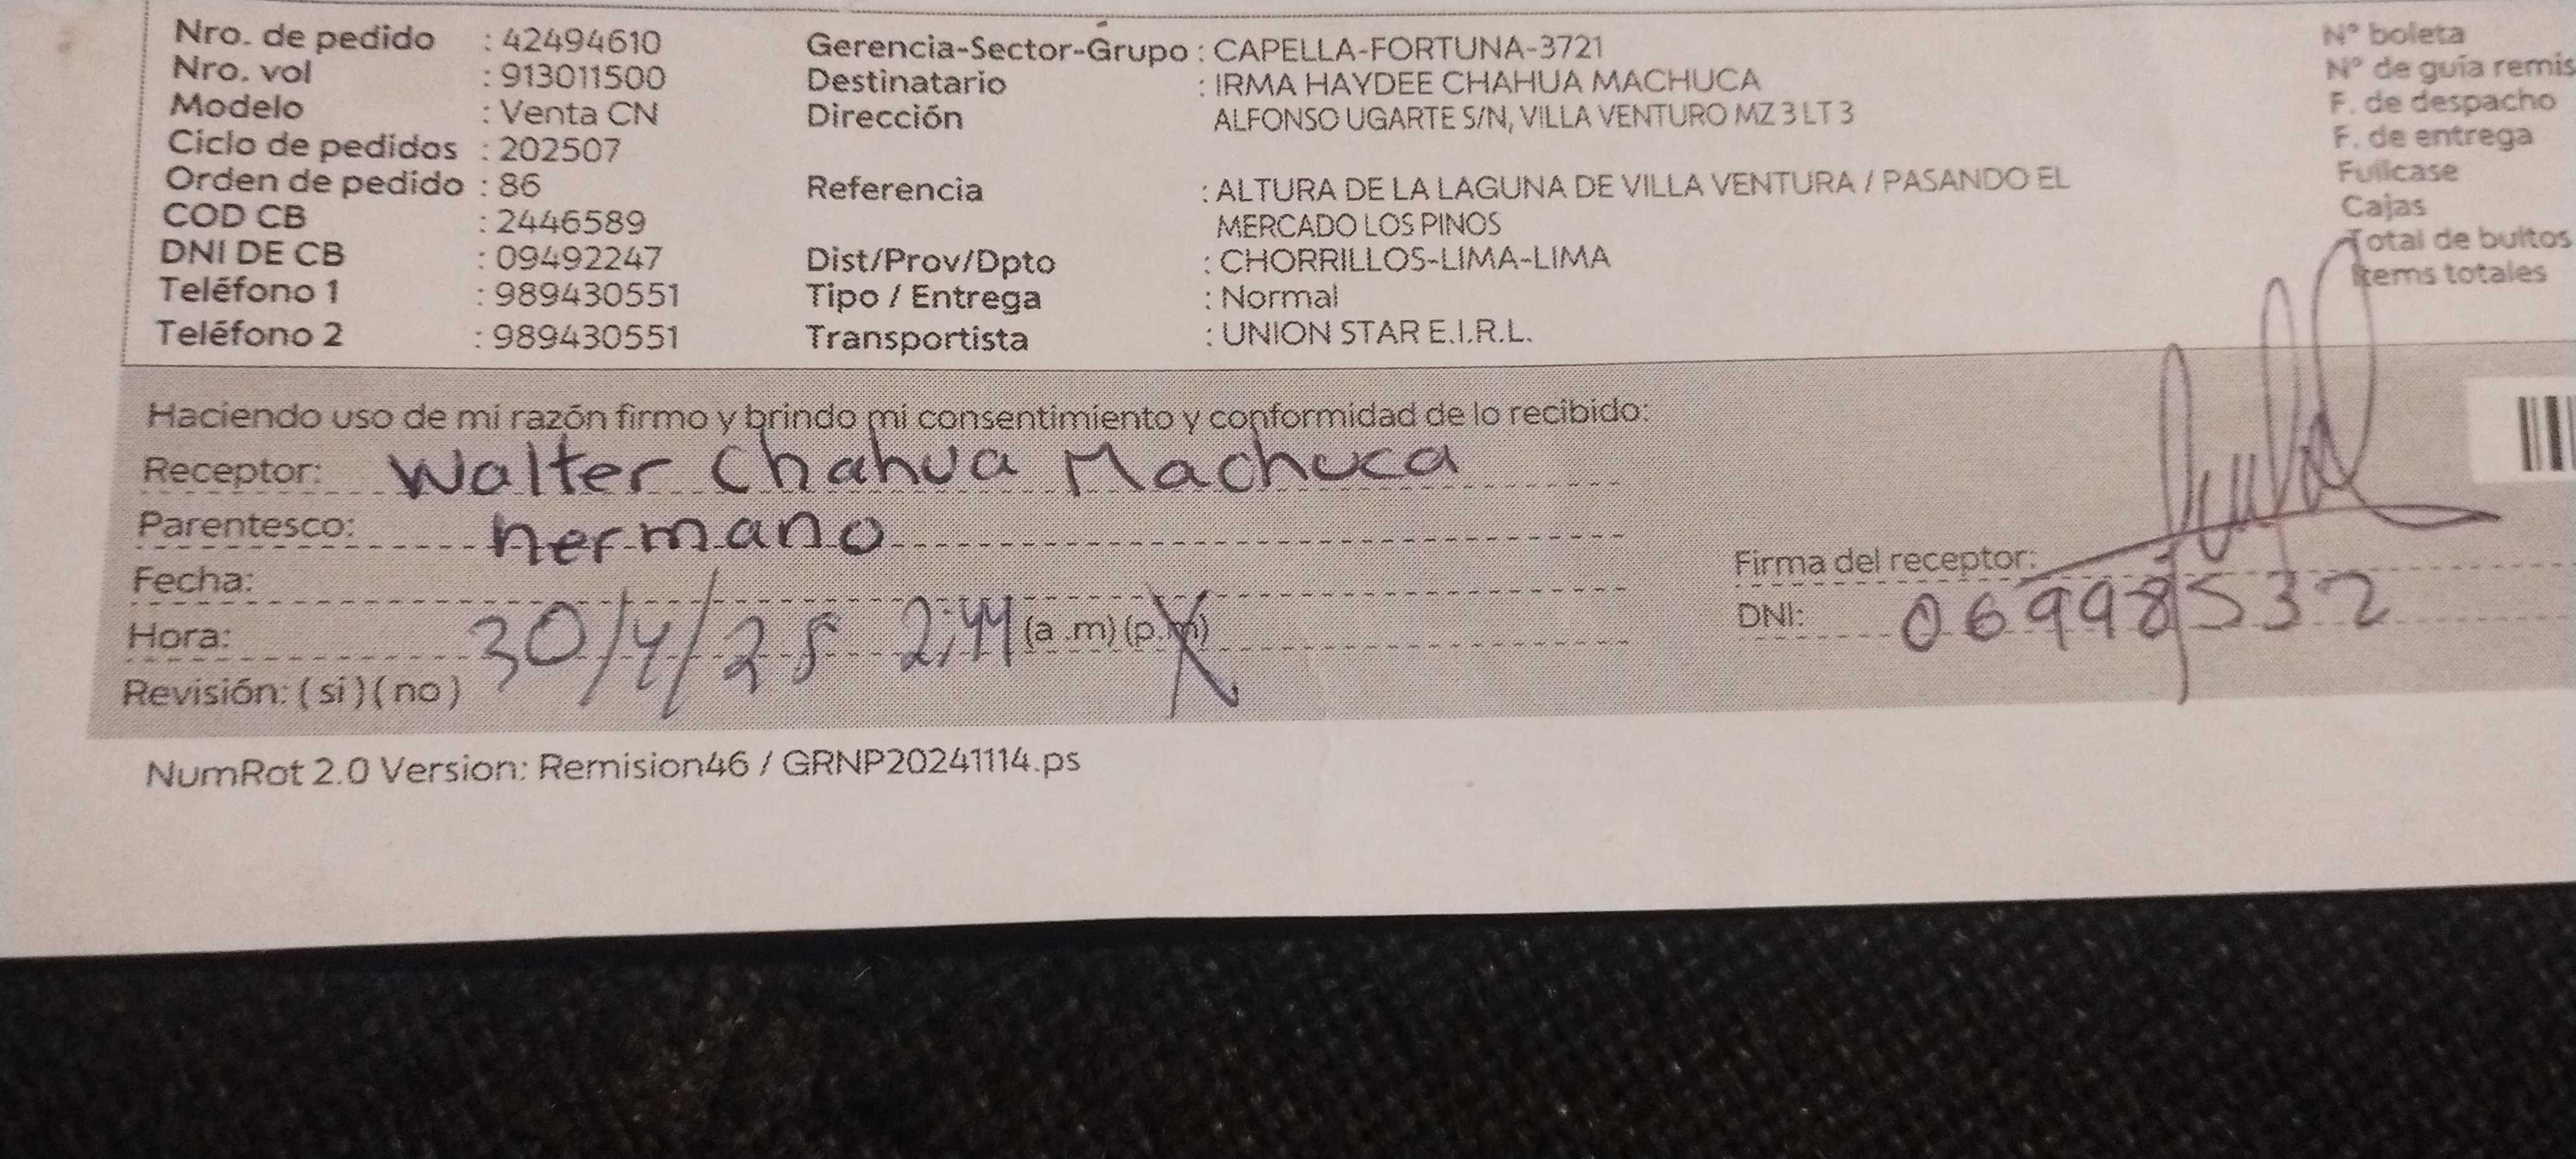 Nro. de pedido : 42494610
Nro. vol : 913011500
Modelo : Venta CN
Ciclo de pedidos : 202507
Orden de pedido : 86
COD CB : 2446589
DNI DE CB : 09492247
Teléfono 1 : 989430551
Teléfono 2 : 989430551
Gerencia-Sector-Grupo : CAPELLA-FORTUNA-3721
Destinatario : IRMA HAYDEE CHAHUA MACHUCA
Dirección ALFONSO UGARTE S/N, VILLA VENTURO MZ 3 LT 3
Referencia : ALTURA DE LA LAGUNA DE VILLA VENTURA / PASANDO EL
MERCADO LOS PINOS
Dist/Prov/Dpto : CHORRILLOS-LIMA-LIMA
Tipo / Entrega : Normal
Transportista : UNION STAR E.I.R.L.
N° boleta
N° de guía remis
F. de despacho
F. de entrega
Fullcase
Cajas
Total de bultos
Items totales
Haciendo uso de mi razón firmo y brindo mi consentimiento y conformidad de lo recibido:
Receptor: Walter Chahua Machuca
Parentesco: hermano
Fecha:
Hora: 30/4/25 2:44 (a.m) (p.m)
Revisión: (si) (no)
Firma del receptor:
DNI: 06998532
NumRot 2.0 Version: Remision46 / GRNP20241114.ps